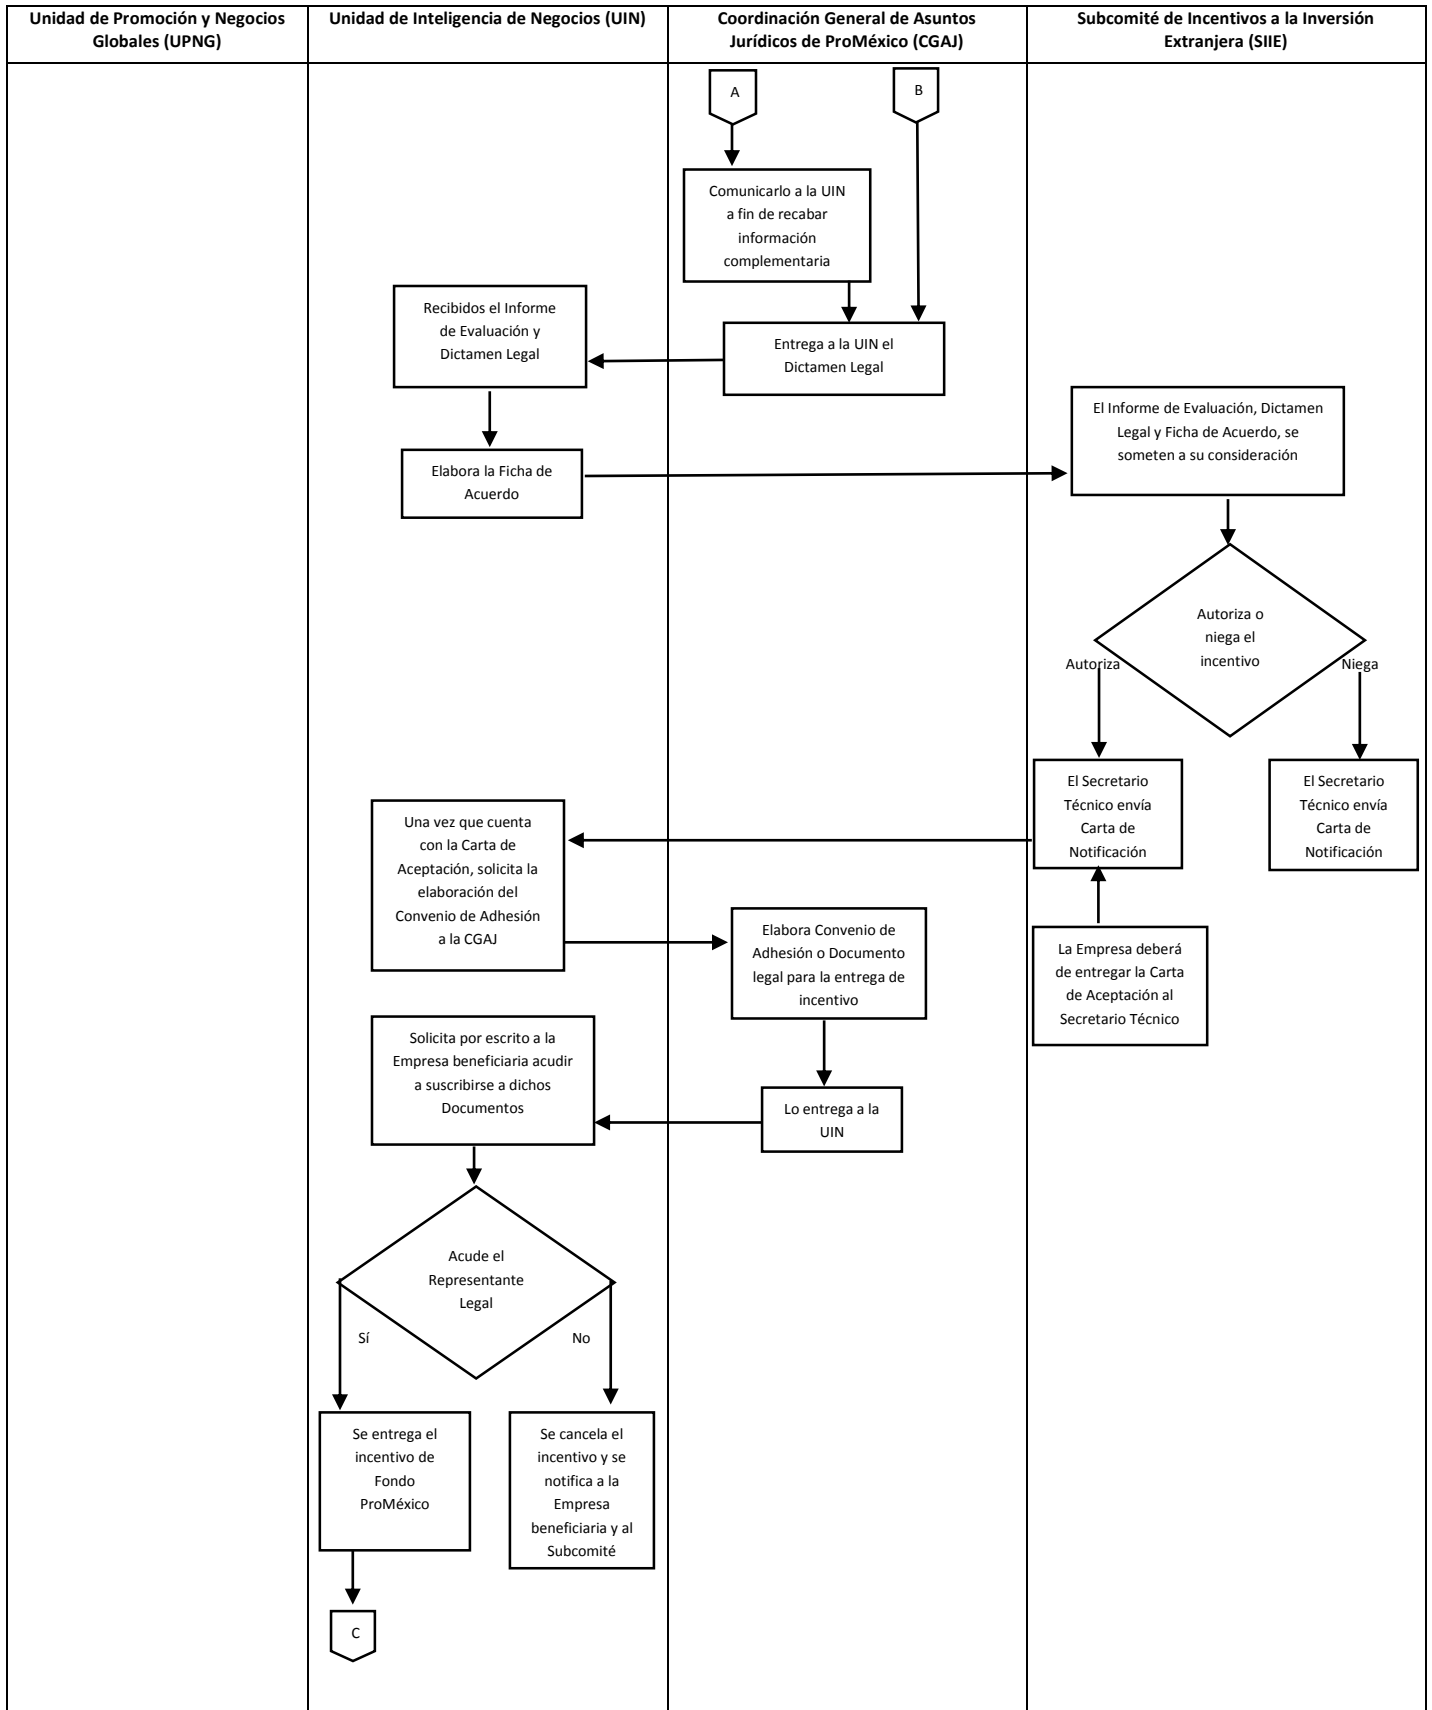 Unidad de Promoción y Negocios
Globales (UPNG)
Unidad de Inteligencia de Negocios (UIN)
Coordinación General de Asuntos
Jurídicos de ProMéxico (CGAJ)
Subcomité de Incentivos a la Inversión
Extranjera (SIIE)
A
B
Comunicarlo a la UIN
a fin de recabar
información
complementaria
Recibidos el Informe
de Evaluación y
Dictamen Legal
Entrega a la UIN el
Dictamen Legal
El Informe de Evaluación, Dictamen
Legal y Ficha de Acuerdo, se
someten a su consideración
Elabora la Ficha de
Acuerdo
Autoriza o
niega el
incentivo
Autoriza
Niega
El Secretario
Técnico envía
Carta de
Notificación
El Secretario
Técnico envía
Carta de
Notificación
Una vez que cuenta
con la Carta de
Aceptación, solicita la
elaboración del
Convenio de Adhesión
a la CGAJ
Elabora Convenio de
Adhesión o Documento
legal para la entrega de
incentivo
La Empresa deberá
de entregar la Carta
de Aceptación al
Secretario Técnico
Solicita por escrito a la
Empresa beneficiaria acudir
a suscribirse a dichos
Documentos
Lo entrega a la
UIN
Acude el
Representante
Legal
Sí
No
Se entrega el
incentivo de
Fondo
ProMéxico
Se cancela el
incentivo y se
notifica a la
Empresa
beneficiaria y al
Subcomité
C